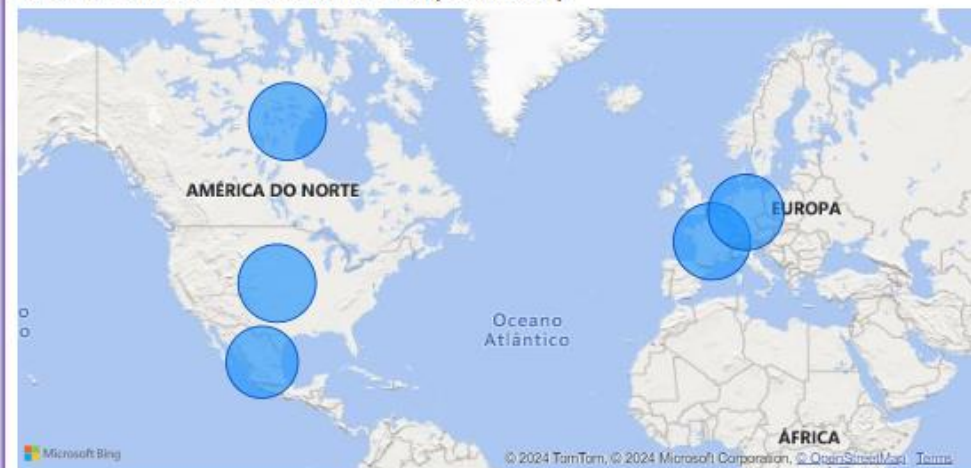 AMÉRICA DO NORTE
EUROPA
Oceano
Atlântico
o
o
ÁFRICA
Microsoft Bing
© 2024 TomTom, © 2024 Microsoft Corporation, © OpenStreetMap Terms